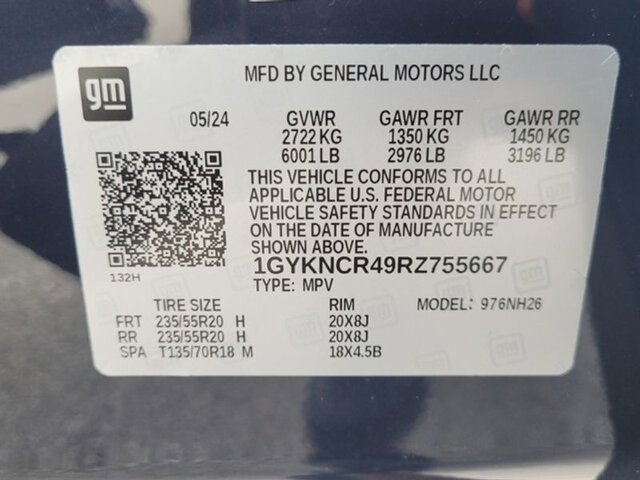 gm
MFD BY GENERAL MOTORS LLC
05/24 GVWR GAWR FRT GAWR RR
2722 KG 1350 KG 1450 KG
6001 LB 2976 LB 3196 LB
THIS VEHICLE CONFORMS TO ALL
APPLICABLE U.S. FEDERAL MOTOR
VEHICLE SAFETY STANDARDS IN EFFECT
ON THE DATE OF MANUFACTURE
SHOWN ABOVE.
132H
1GYKNCR49RZ755667
TYPE: MPV
TIRE SIZE RIM MODEL: 976NH26
FRT 235/55R20 H 20X8J
RR 235/55R20 H 20X8J
SPA T135/70R18 M 18X4.5B